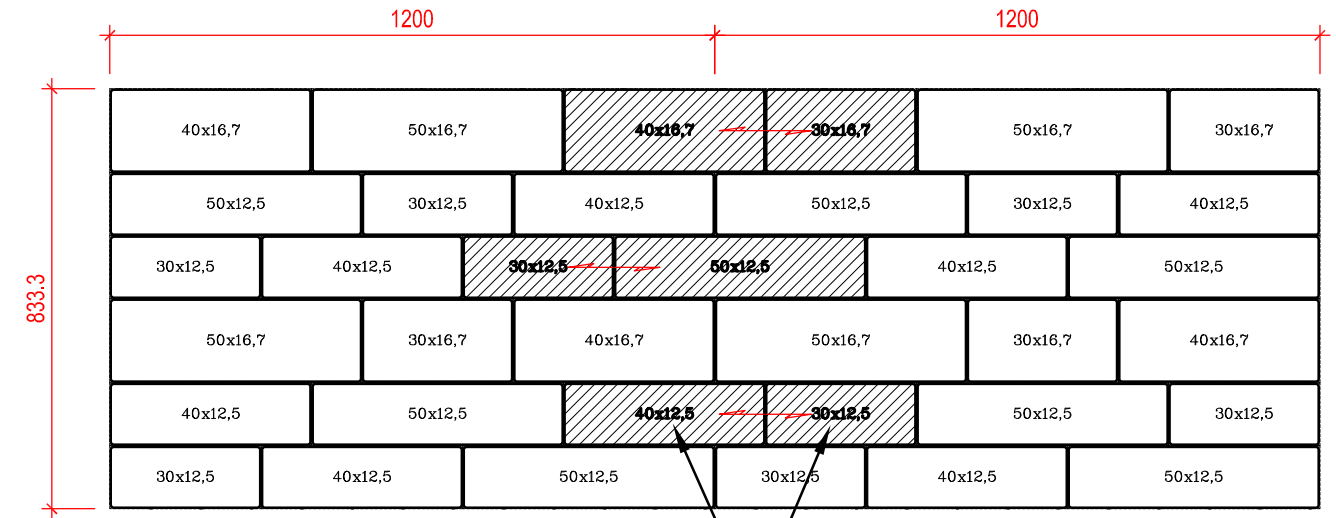 1200 1200
833.3
40x16,7 50x16,7 40x16,7 30x16,7 50x16,7 30x16,7
50x12,5 30x12,5 40x12,5 50x12,5 30x12,5 40x12,5
30x12,5 40x12,5 30x12,5 50x12,5 40x12,5 50x12,5
50x16,7 30x16,7 40x16,7 50x16,7 30x16,7 40x16,7
40x12,5 50x12,5 40x12,5 30x12,5 50x12,5 30x12,5
30x12,5 40x12,5 50x12,5 30x12,5 40x12,5 50x12,5